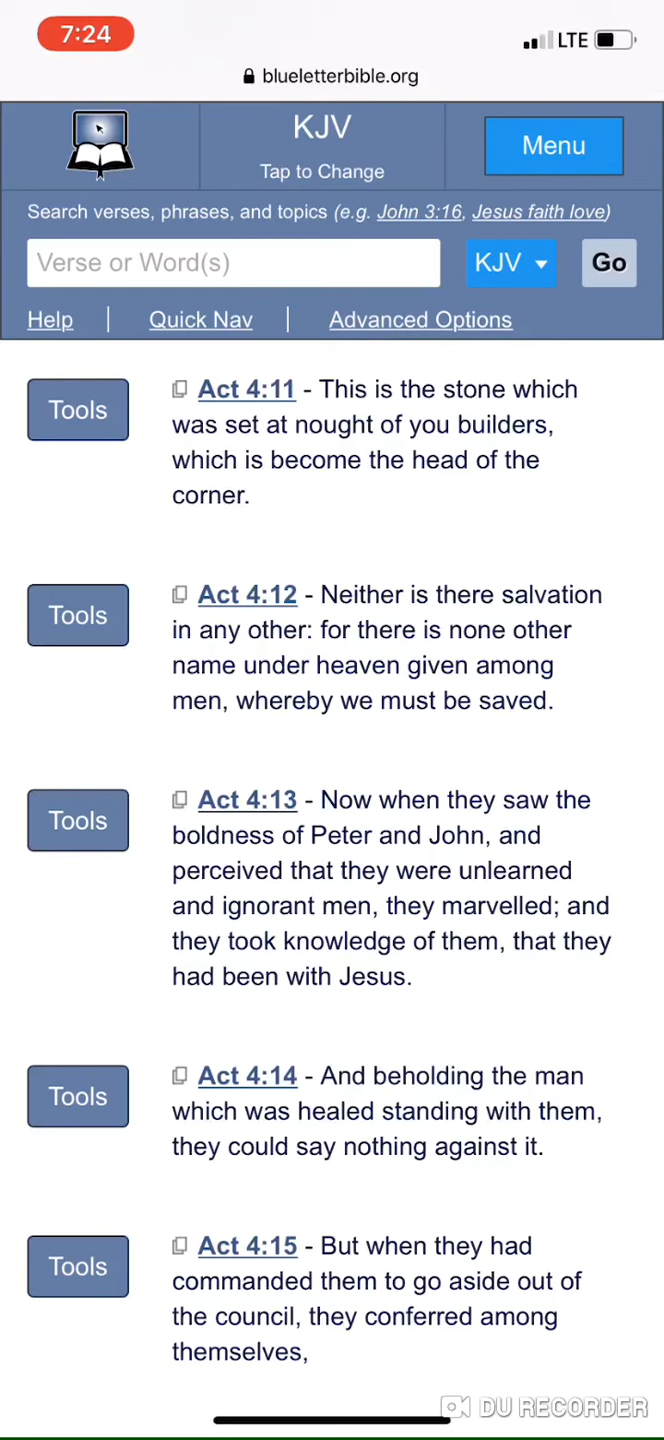 7:24
LTE
blueletterbible.org
KJV
Tap to Change
Menu
Search verses, phrases, and topics (e.g. John 3:16, Jesus faith love)
Verse or Word(s)
KJV
Go
Help | Quick Nav | Advanced Options
Tools
Act 4:11 - This is the stone which
was set at nought of you builders,
which is become the head of the
corner.
Tools
Act 4:12 - Neither is there salvation
in any other: for there is none other
name under heaven given among
men, whereby we must be saved.
Tools
Act 4:13 - Now when they saw the
boldness of Peter and John, and
perceived that they were unlearned
and ignorant men, they marvelled; and
they took knowledge of them, that they
had been with Jesus.
Tools
Act 4:14 - And beholding the man
which was healed standing with them,
they could say nothing against it.
Tools
Act 4:15 - But when they had
commanded them to go aside out of
the council, they conferred among
themselves,
DU RECORDER